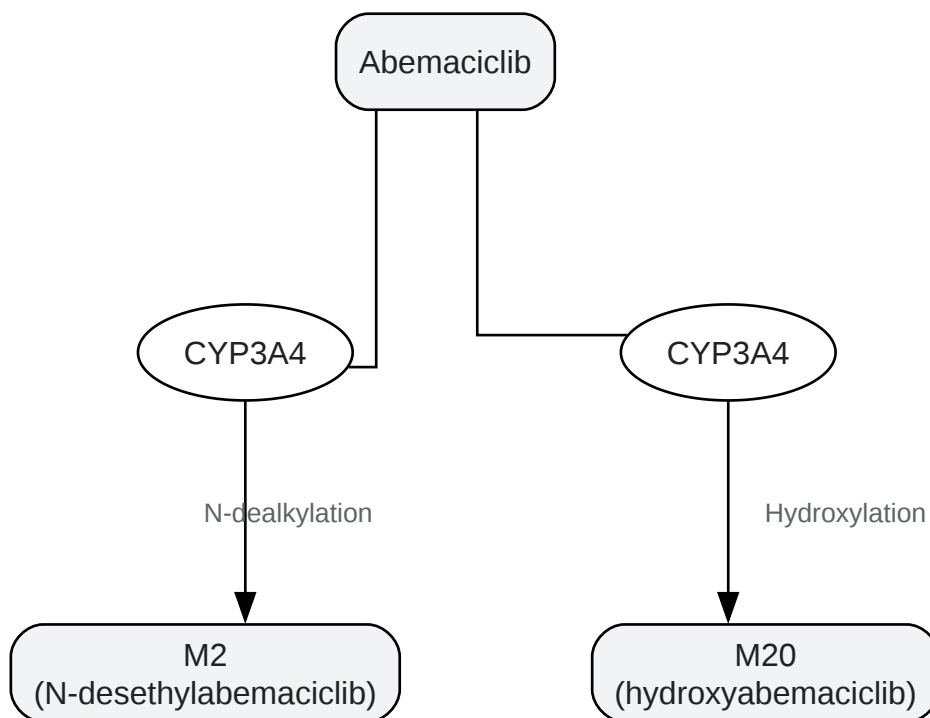 Abemaciclib
CYP3A4
CYP3A4
N-dealkylation
Hydroxylation
M2
(N-desethylabemaciclib)
M20
(hydroxyabemaciclib)